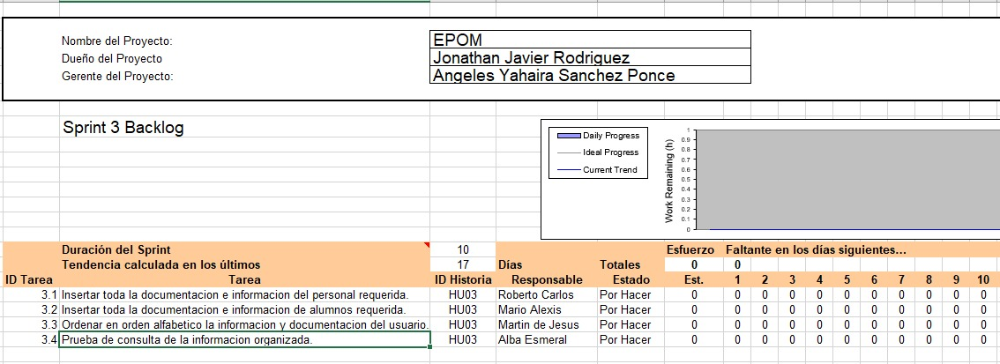 Nombre del Proyecto: EPOM
Dueño del Proyecto Jonathan Javier Rodriguez
Gerente del Proyecto: Angeles Yahaira Sanchez Ponce
Sprint 3 Backlog
Daily Progress
Ideal Progress
Current Trend
Work Remaining (h)
1
0.9
0.8
0.7
0.6
0.5
0.4
0.3
0.2
0.1
0
Duración del Sprint 10 Esfuerzo Faltante en los días siguientes...
Tendencia calculada en los últimos 17 Días Totales 0 0
ID Tarea Tarea ID Historia Responsable Estado Est. 1 2 3 4 5 6 7 8 9 10
3.1 Insertar toda la documentacion e informacion del personal requerida. HU03 Roberto Carlos Por Hacer 0 0 0 0 0 0 0 0 0 0 0
3.2 Insertar toda la documentacion e informacion de alumnos requerida. HU03 Mario Alexis Por Hacer 0 0 0 0 0 0 0 0 0 0 0
3.3 Ordenar en orden alfabetico la informacion y documentacion del usuario. HU03 Martin de Jesus Por Hacer 0 0 0 0 0 0 0 0 0 0 0
3.4 Prueba de consulta de la informacion organizada. HU03 Alba Esmeral Por Hacer 0 0 0 0 0 0 0 0 0 0 0